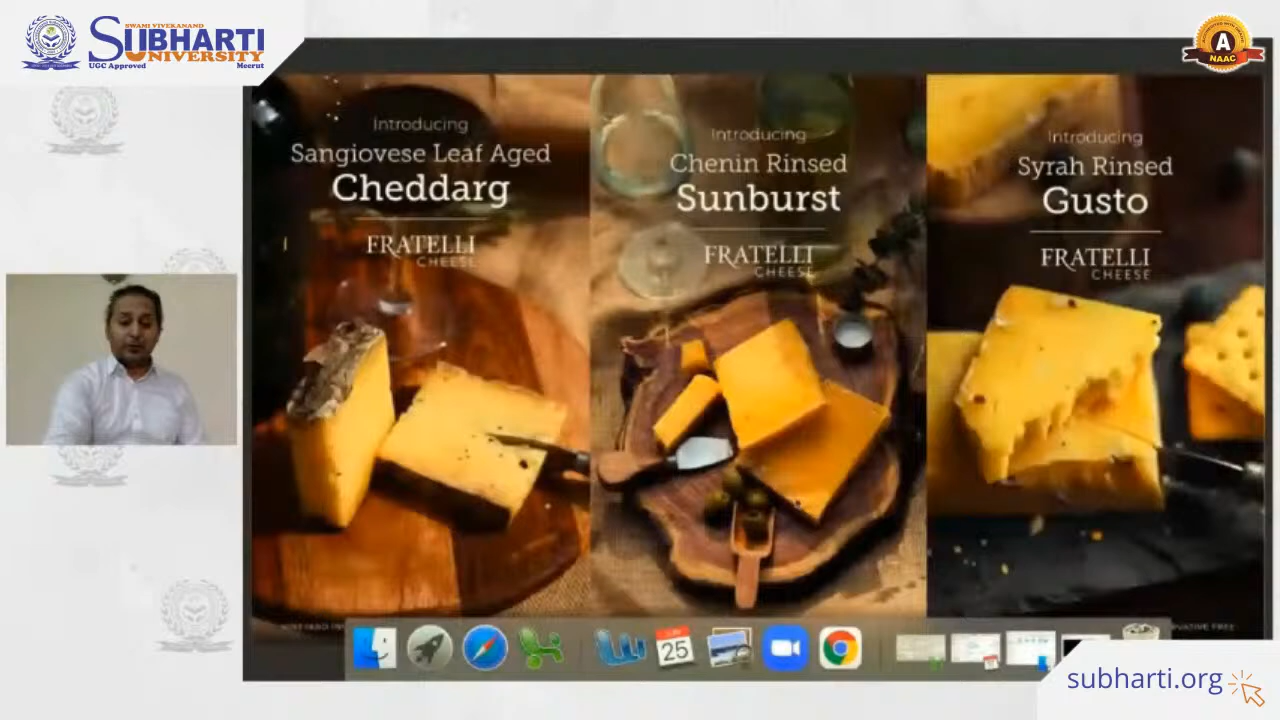 SWAMI VIVEKANAND
SUBHARTI
UNIVERSITY
UGC Approved Meerut
A
NAAC
Introducing
Sangiovese Leaf Aged
Cheddarg
FRATELLI
CHEESE
Introducing
Chenin Rinsed
Sunburst
FRATELLI
CHEESE
Introducing
Syrah Rinsed
Gusto
FRATELLI
CHEESE
25
subharti.org